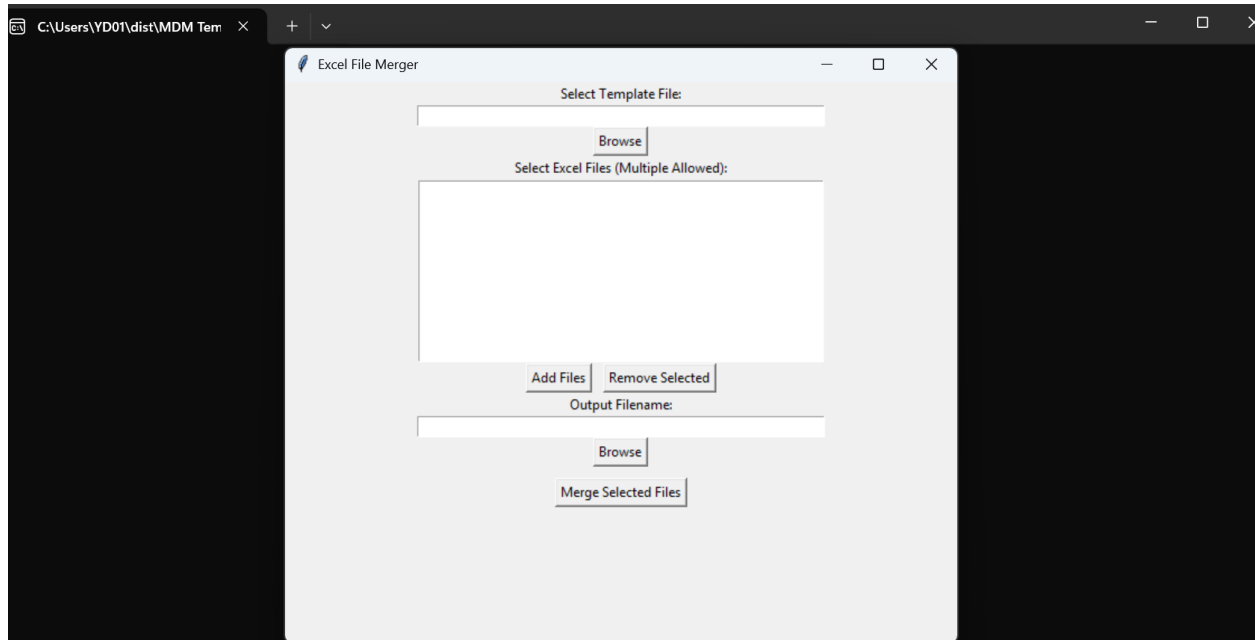 C:\Users\YD01\dist\MDM Tem
Excel File Merger
Select Template File:
Browse
Select Excel Files (Multiple Allowed):
Add Files Remove Selected
Output Filename:
Browse
Merge Selected Files